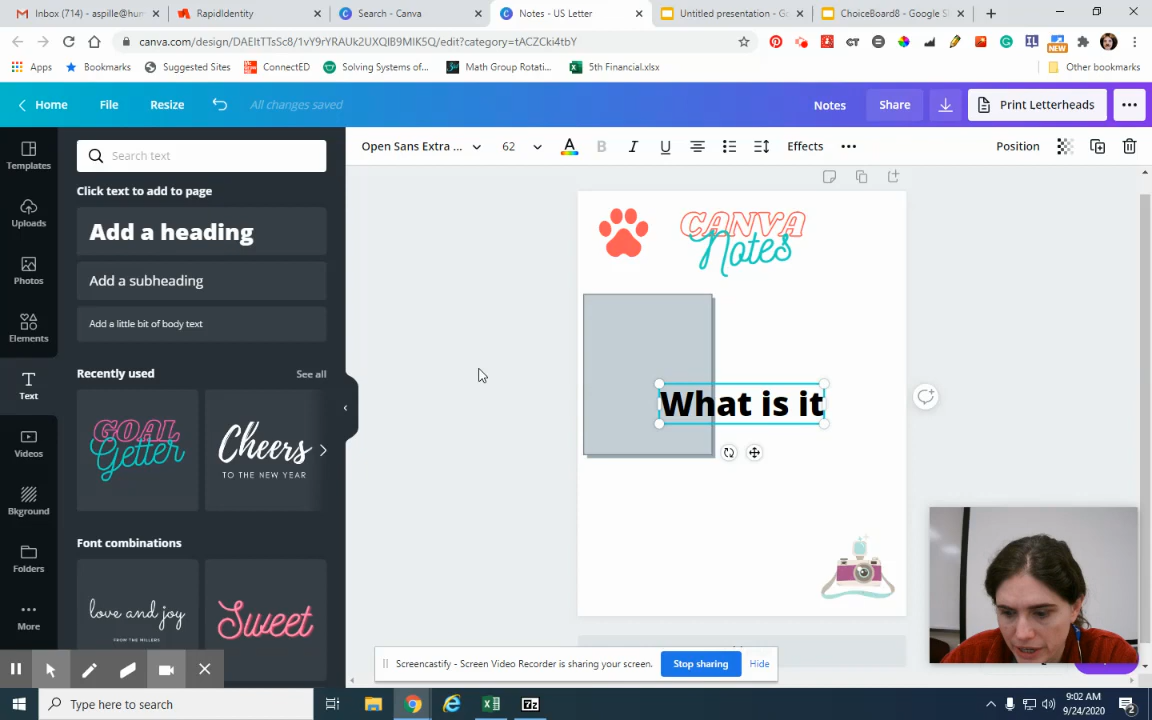 Inbox (714) - aspille@hum
RapidIdentity
Search - Canva
Notes - US Letter
Untitled presentation - Goo
ChoiceBoard8 - Google Sl
canva.com/design/DAEItTTsSc8/1vY9rYRAUk2UXQIB9MIK5Q/edit?category=tACZCki4tbY
Apps
Bookmarks
Suggested Sites
ConnectED
Solving Systems of...
Math Group Rotati...
5th Financial.xlsx
Other bookmarks
Home
File
Resize
All changes saved
Notes
Share
Print Letterheads
Templates
Uploads
Photos
Elements
Text
Videos
Bkground
Folders
More
Search text
Open Sans Extra ...
62
A
B
I
U
Effects
Position
Click text to add to page
Add a heading
Add a subheading
Add a little bit of body text
Recently used
See all
GOAL
Getter
Cheers
TO THE NEW YEAR
Font combinations
love and joy
FROM THE MILLERS
Sweet
CANVA
Notes
What is it
Screencastify - Screen Video Recorder is sharing your screen.
Stop sharing
Hide
Type here to search
9:02 AM
9/24/2020